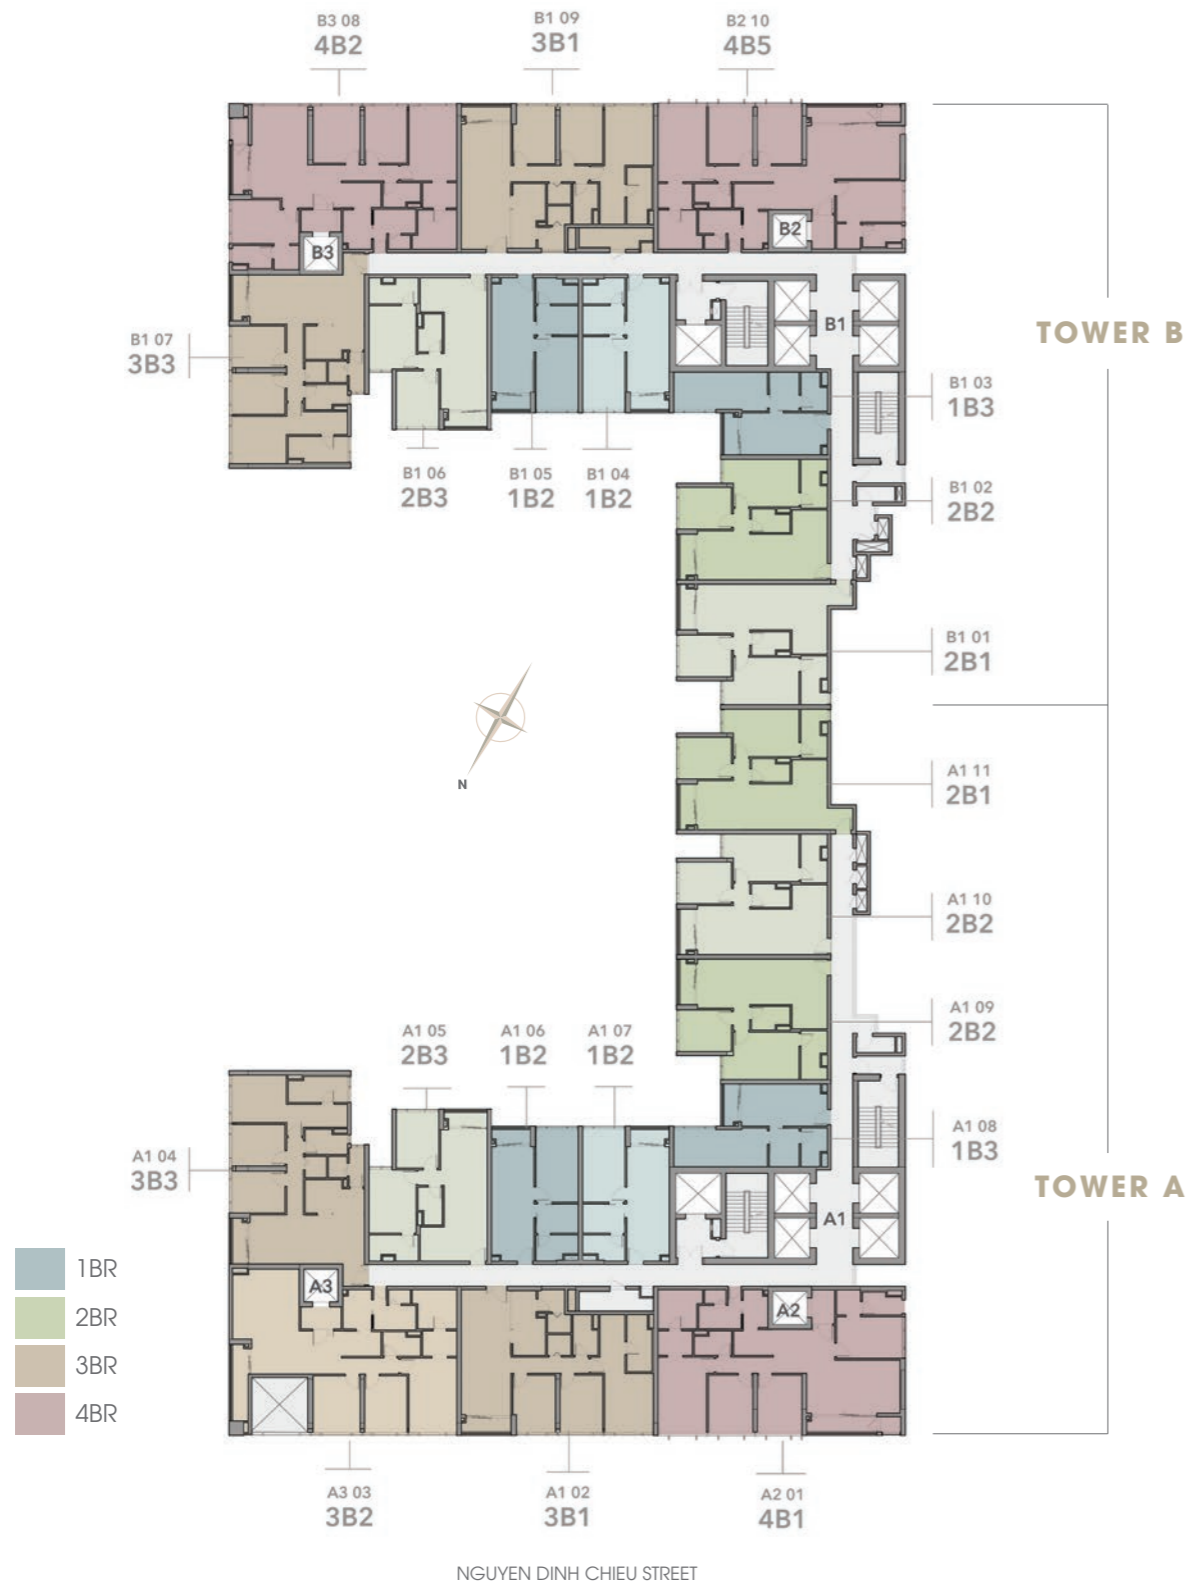 B3 08
4B2
B1 09
3B1
B2 10
4B5
B3
B2
B1
TOWER B
B1 07
3B3
B1 03
1B3
B1 06
2B3
B1 05
1B2
B1 04
1B2
B1 02
2B2
B1 01
2B1
N
A1 11
2B1
A1 10
2B2
A1 09
2B2
A1 05
2B3
A1 06
1B2
A1 07
1B2
A1 08
1B3
A1 04
3B3
TOWER A
A1
A3
A2
1BR
2BR
3BR
4BR
A3 03
3B2
A1 02
3B1
A2 01
4B1
NGUYEN DINH CHIEU STREET